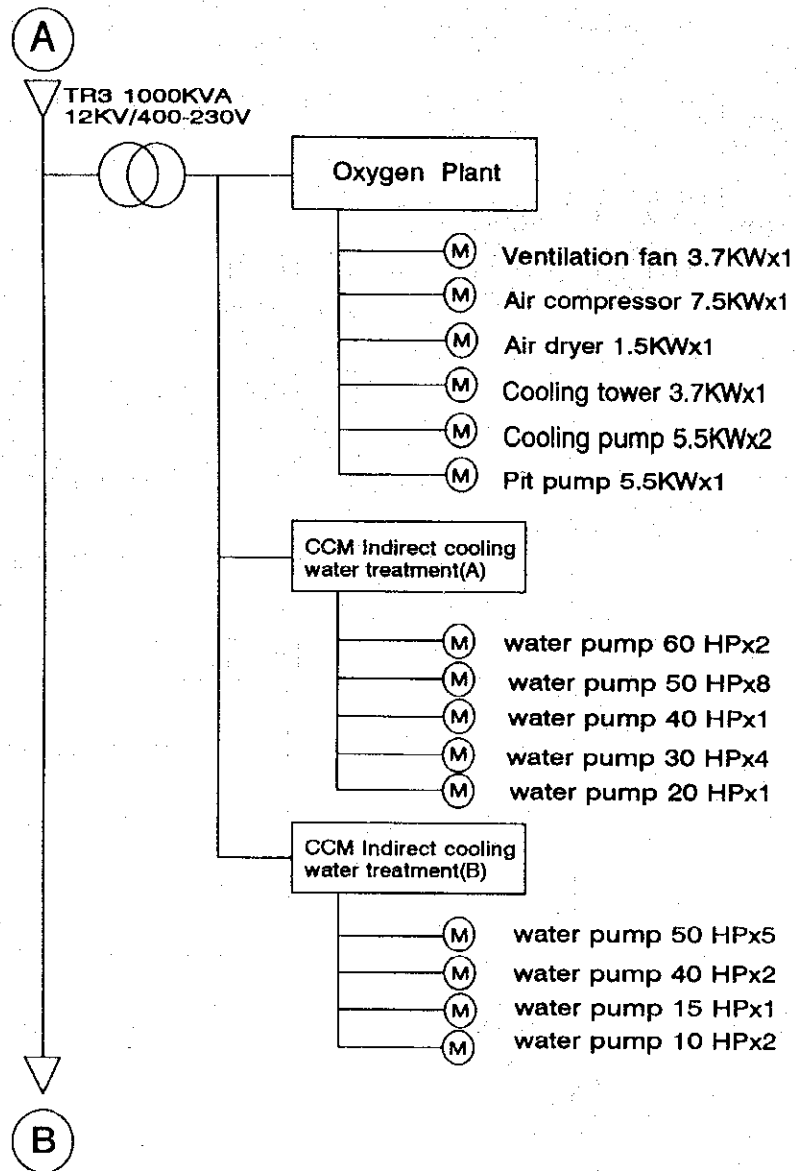 A
TR3 1000KVA
12KV/400-230V
Oxygen Plant
M Ventilation fan 3.7KWx1
M Air compressor 7.5KWx1
M Air dryer 1.5KWx1
M Cooling tower 3.7KWx1
M Cooling pump 5.5KWx2
M Pit pump 5.5KWx1
CCM Indirect cooling
water treatment(A)
M water pump 60 HPx2
M water pump 50 HPx8
M water pump 40 HPx1
M water pump 30 HPx4
M water pump 20 HPx1
CCM Indirect cooling
water treatment(B)
M water pump 50 HPx5
M water pump 40 HPx2
M water pump 15 HPx1
M water pump 10 HPx2
B